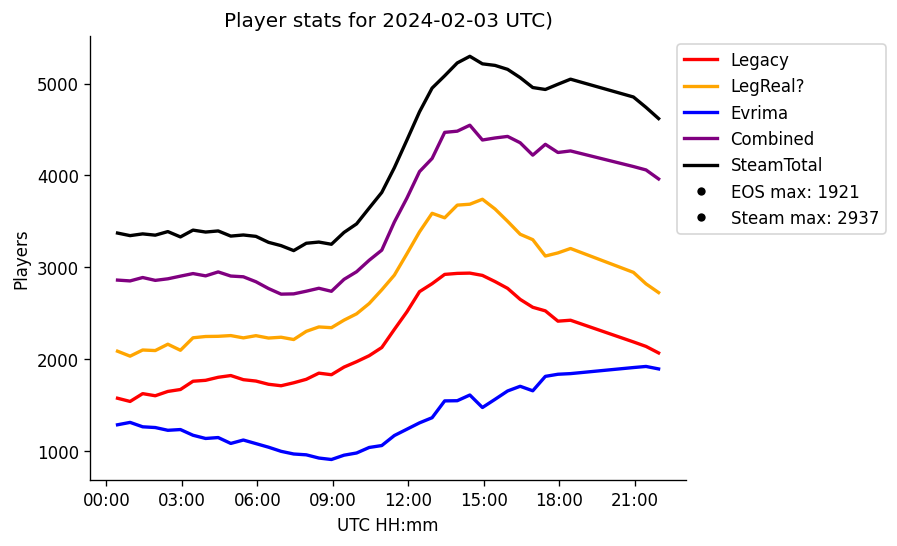 Player stats for 2024-02-03 UTC)
Legacy
LegReal?
Evrima
Combined
SteamTotal
EOS max: 1921
Steam max: 2937
Players
5000
4000
3000
2000
1000
00:00 03:00 06:00 09:00 12:00 15:00 18:00 21:00
UTC HH:mm